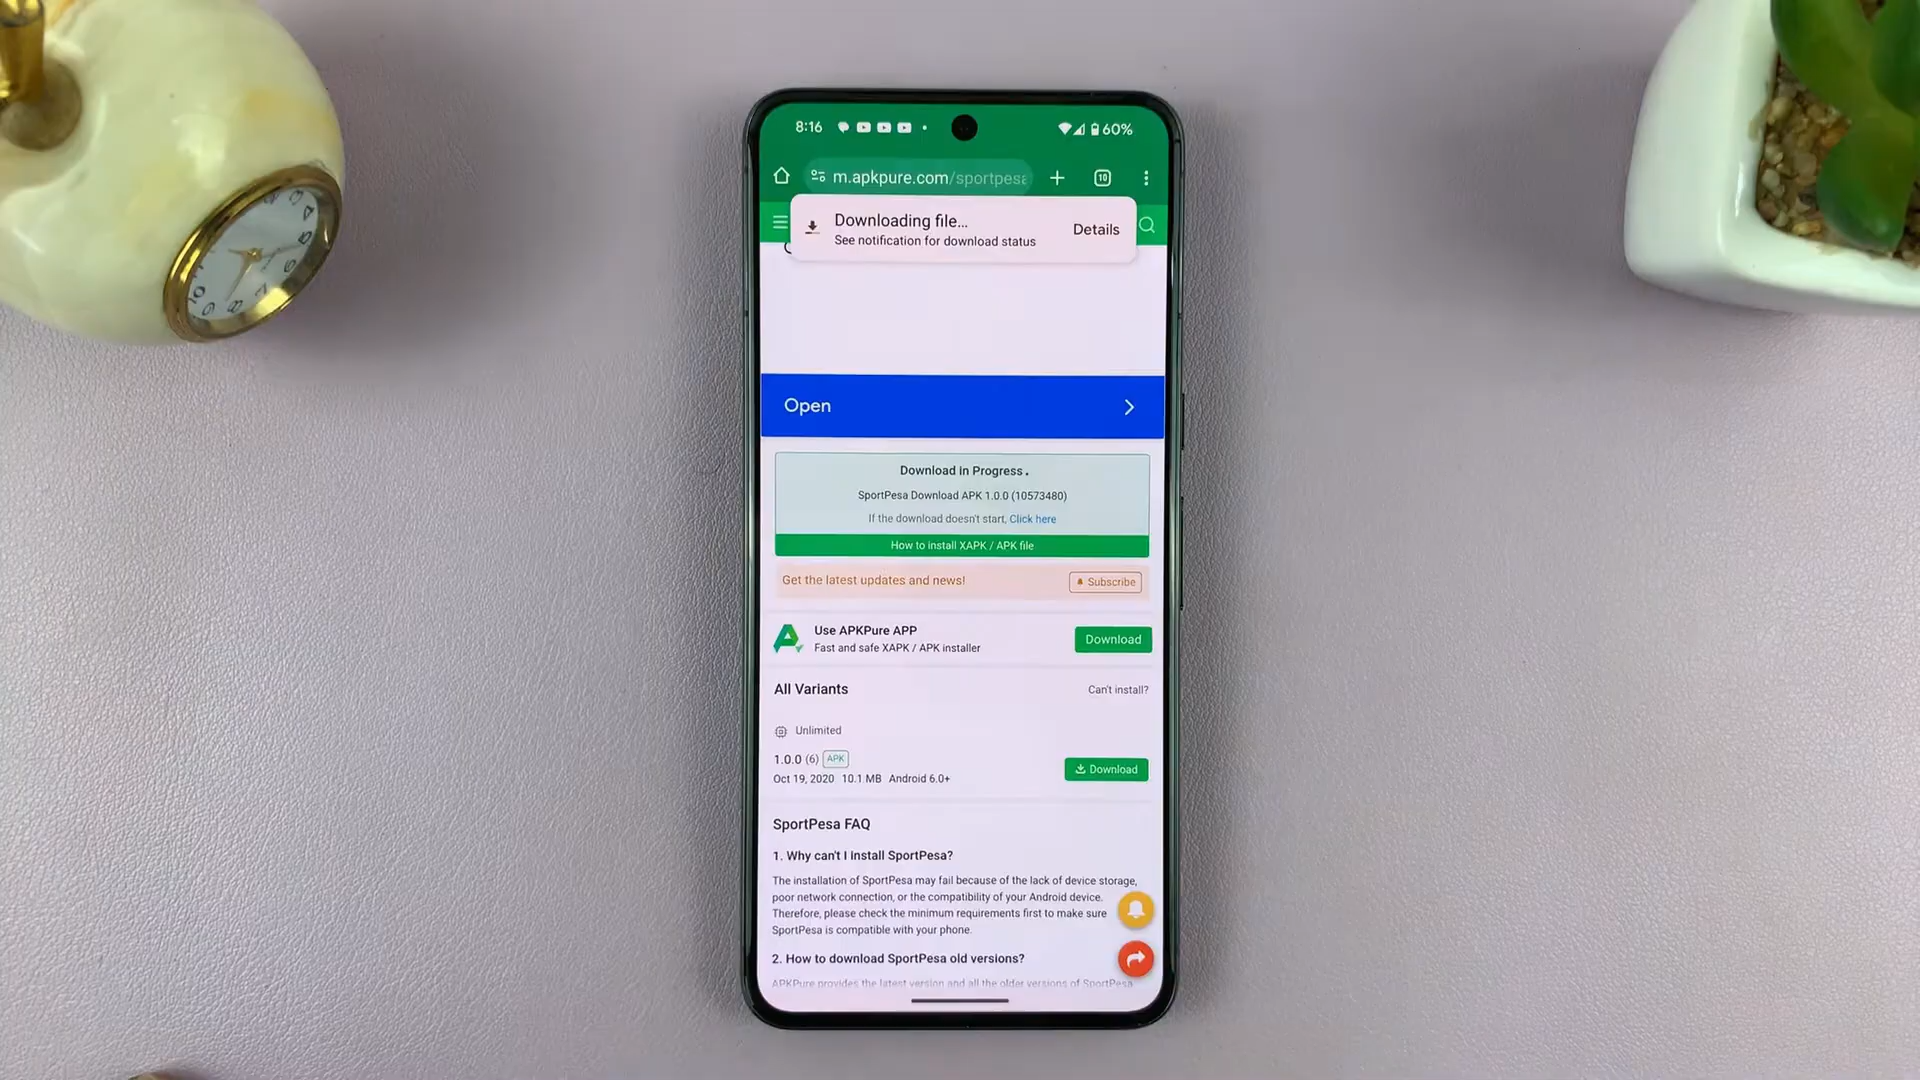 8:16
60%
m.apkpure.com/sportpesa
10
Downloading file...
See notification for download status
Details
Open
Download in Progress.
SportPesa Download APK 1.0.0 (10573480)
If the download doesn't start, Click here
How to install XAPK / APK file
Get the latest updates and news!
Subscribe
Use APKPure APP
Fast and safe XAPK / APK installer
Download
All Variants
Can't install?
Unlimited
1.0.0 (6) APK
Oct 19, 2020 10.1 MB Android 6.0+
Download
SportPesa FAQ
1. Why can't I install SportPesa?
The installation of SportPesa may fail because of the lack of device storage,
poor network connection, or the compatibility of your Android device.
Therefore, please check the minimum requirements first to make sure
SportPesa is compatible with your phone.
2. How to download SportPesa old versions?
APKPure provides the latest version and all the older versions of SportPesa